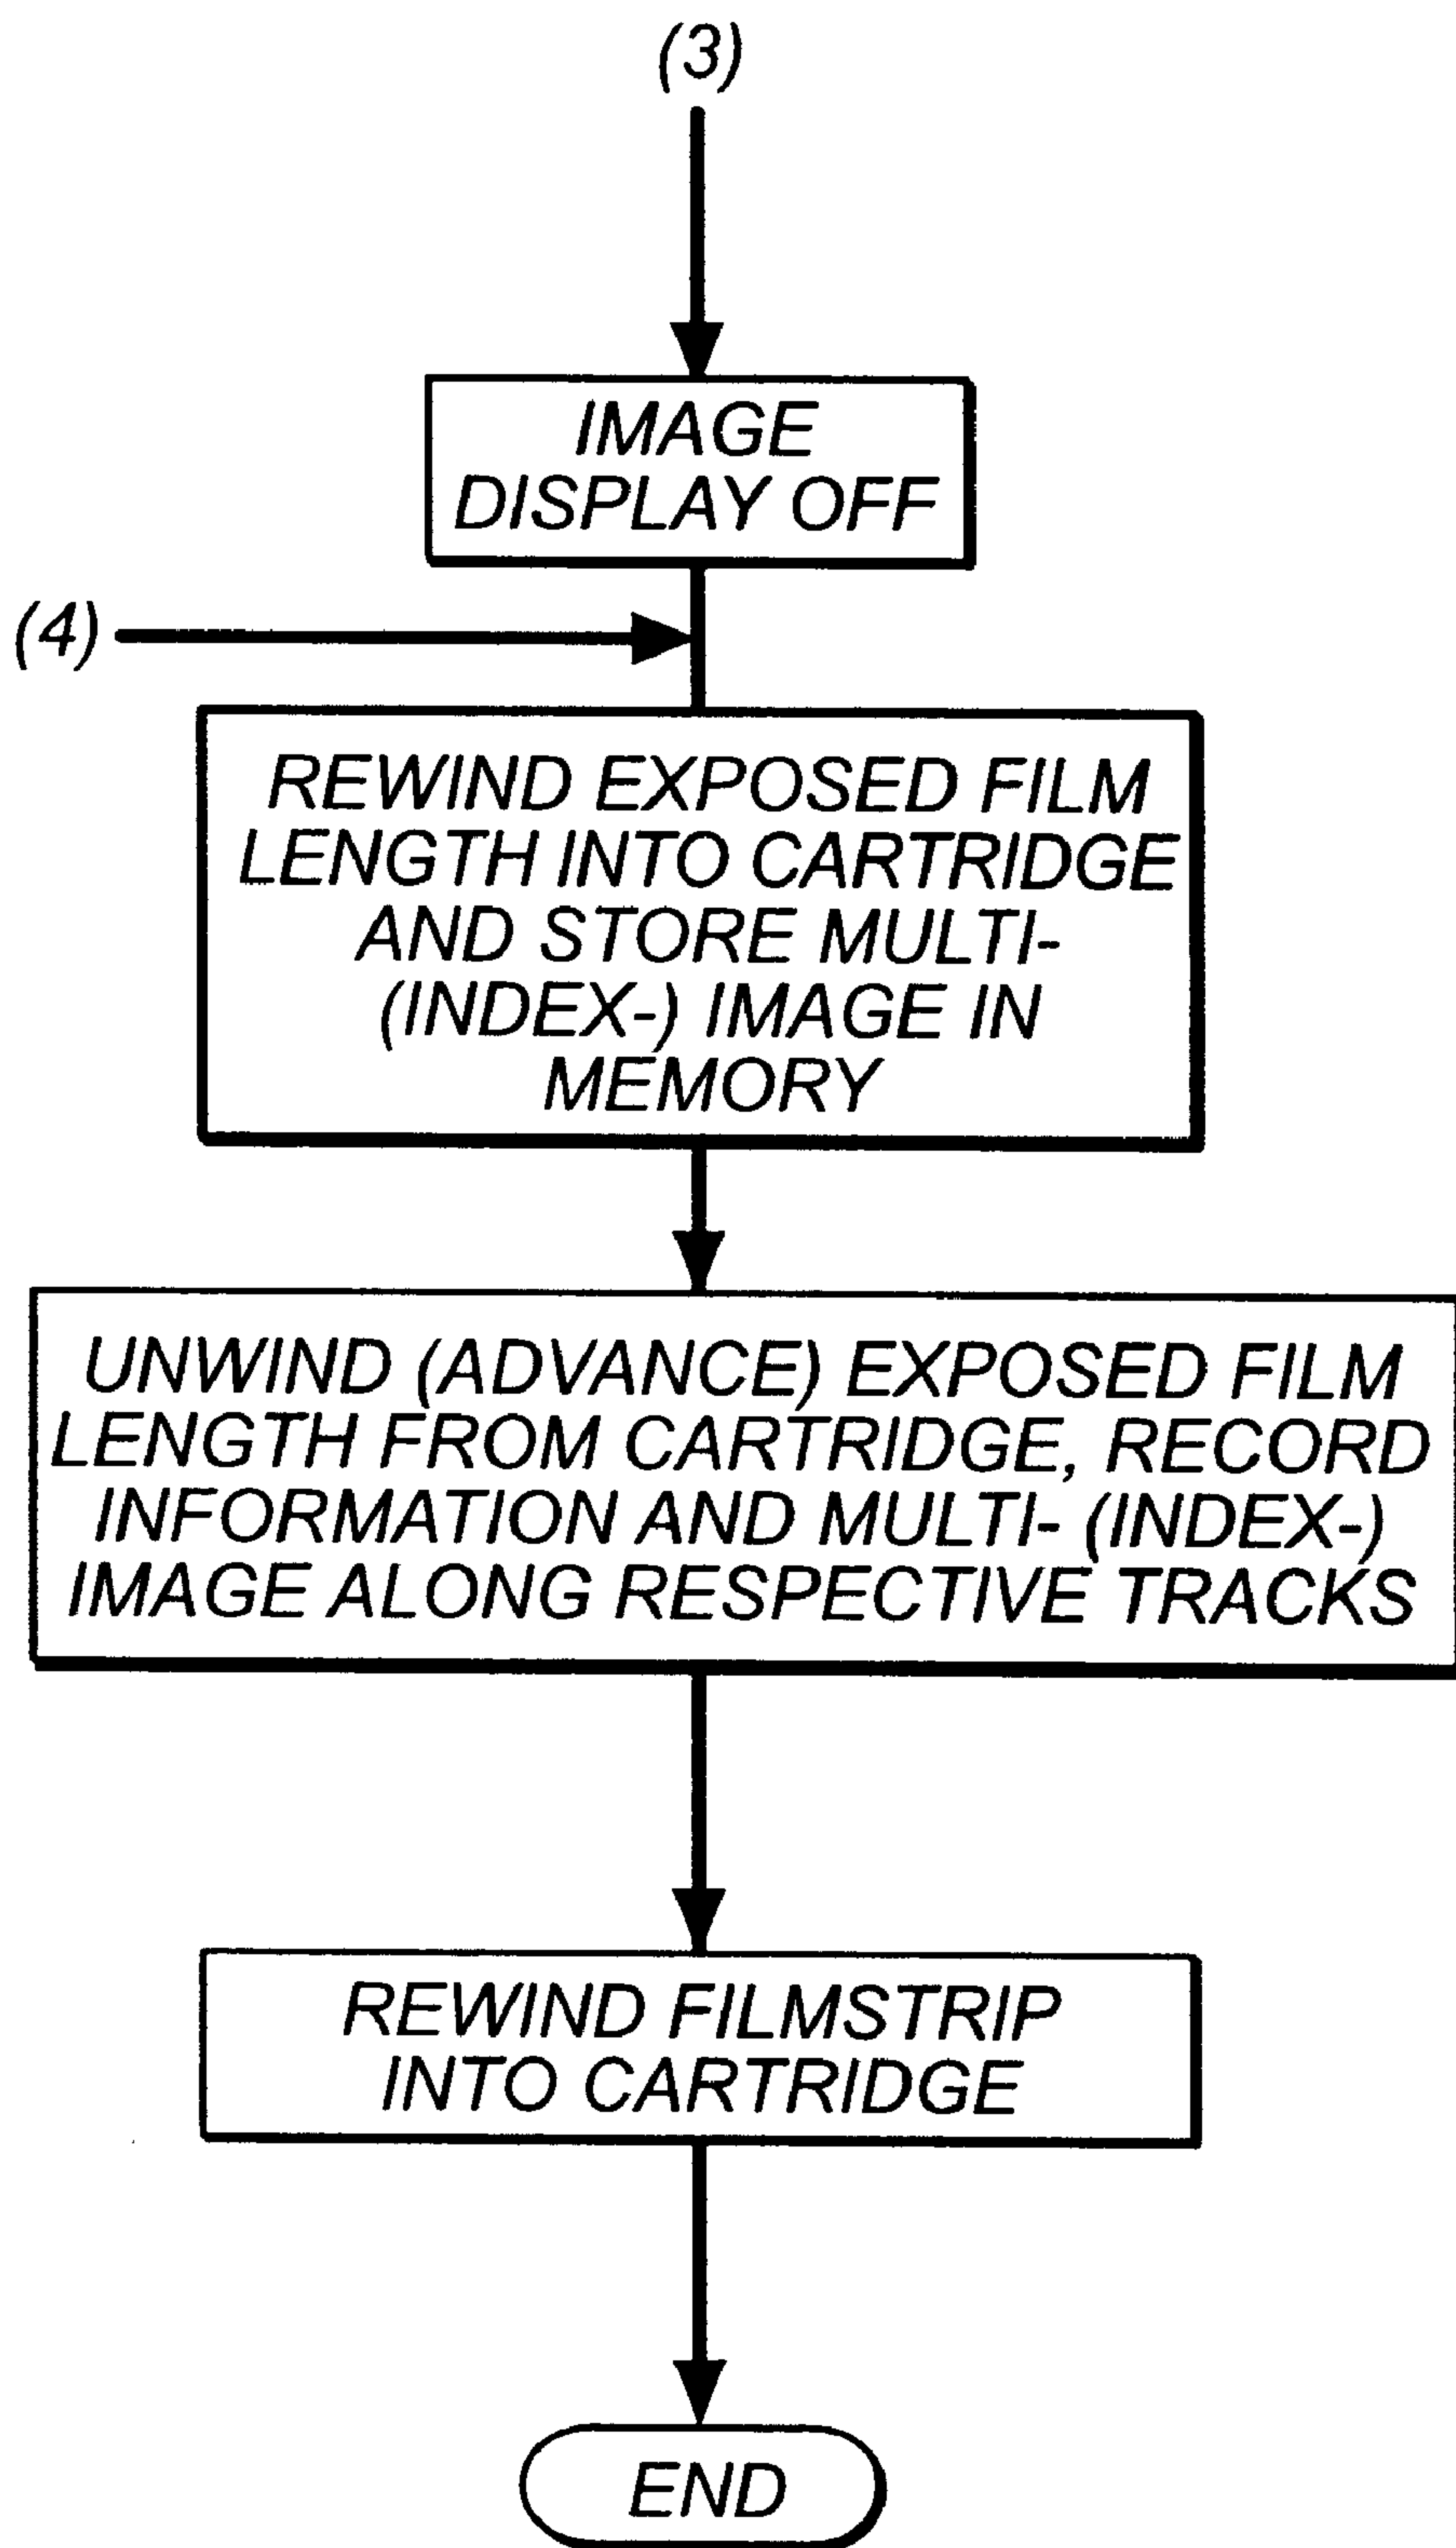 (3)
IMAGE
DISPLAY OFF
(4)
REWIND EXPOSED FILM
LENGTH INTO CARTRIDGE
AND STORE MULTI-
(INDEX-) IMAGE IN
MEMORY
UNWIND (ADVANCE) EXPOSED FILM
LENGTH FROM CARTRIDGE, RECORD
INFORMATION AND MULTI- (INDEX-)
IMAGE ALONG RESPECTIVE TRACKS
REWIND FILMSTRIP
INTO CARTRIDGE
END